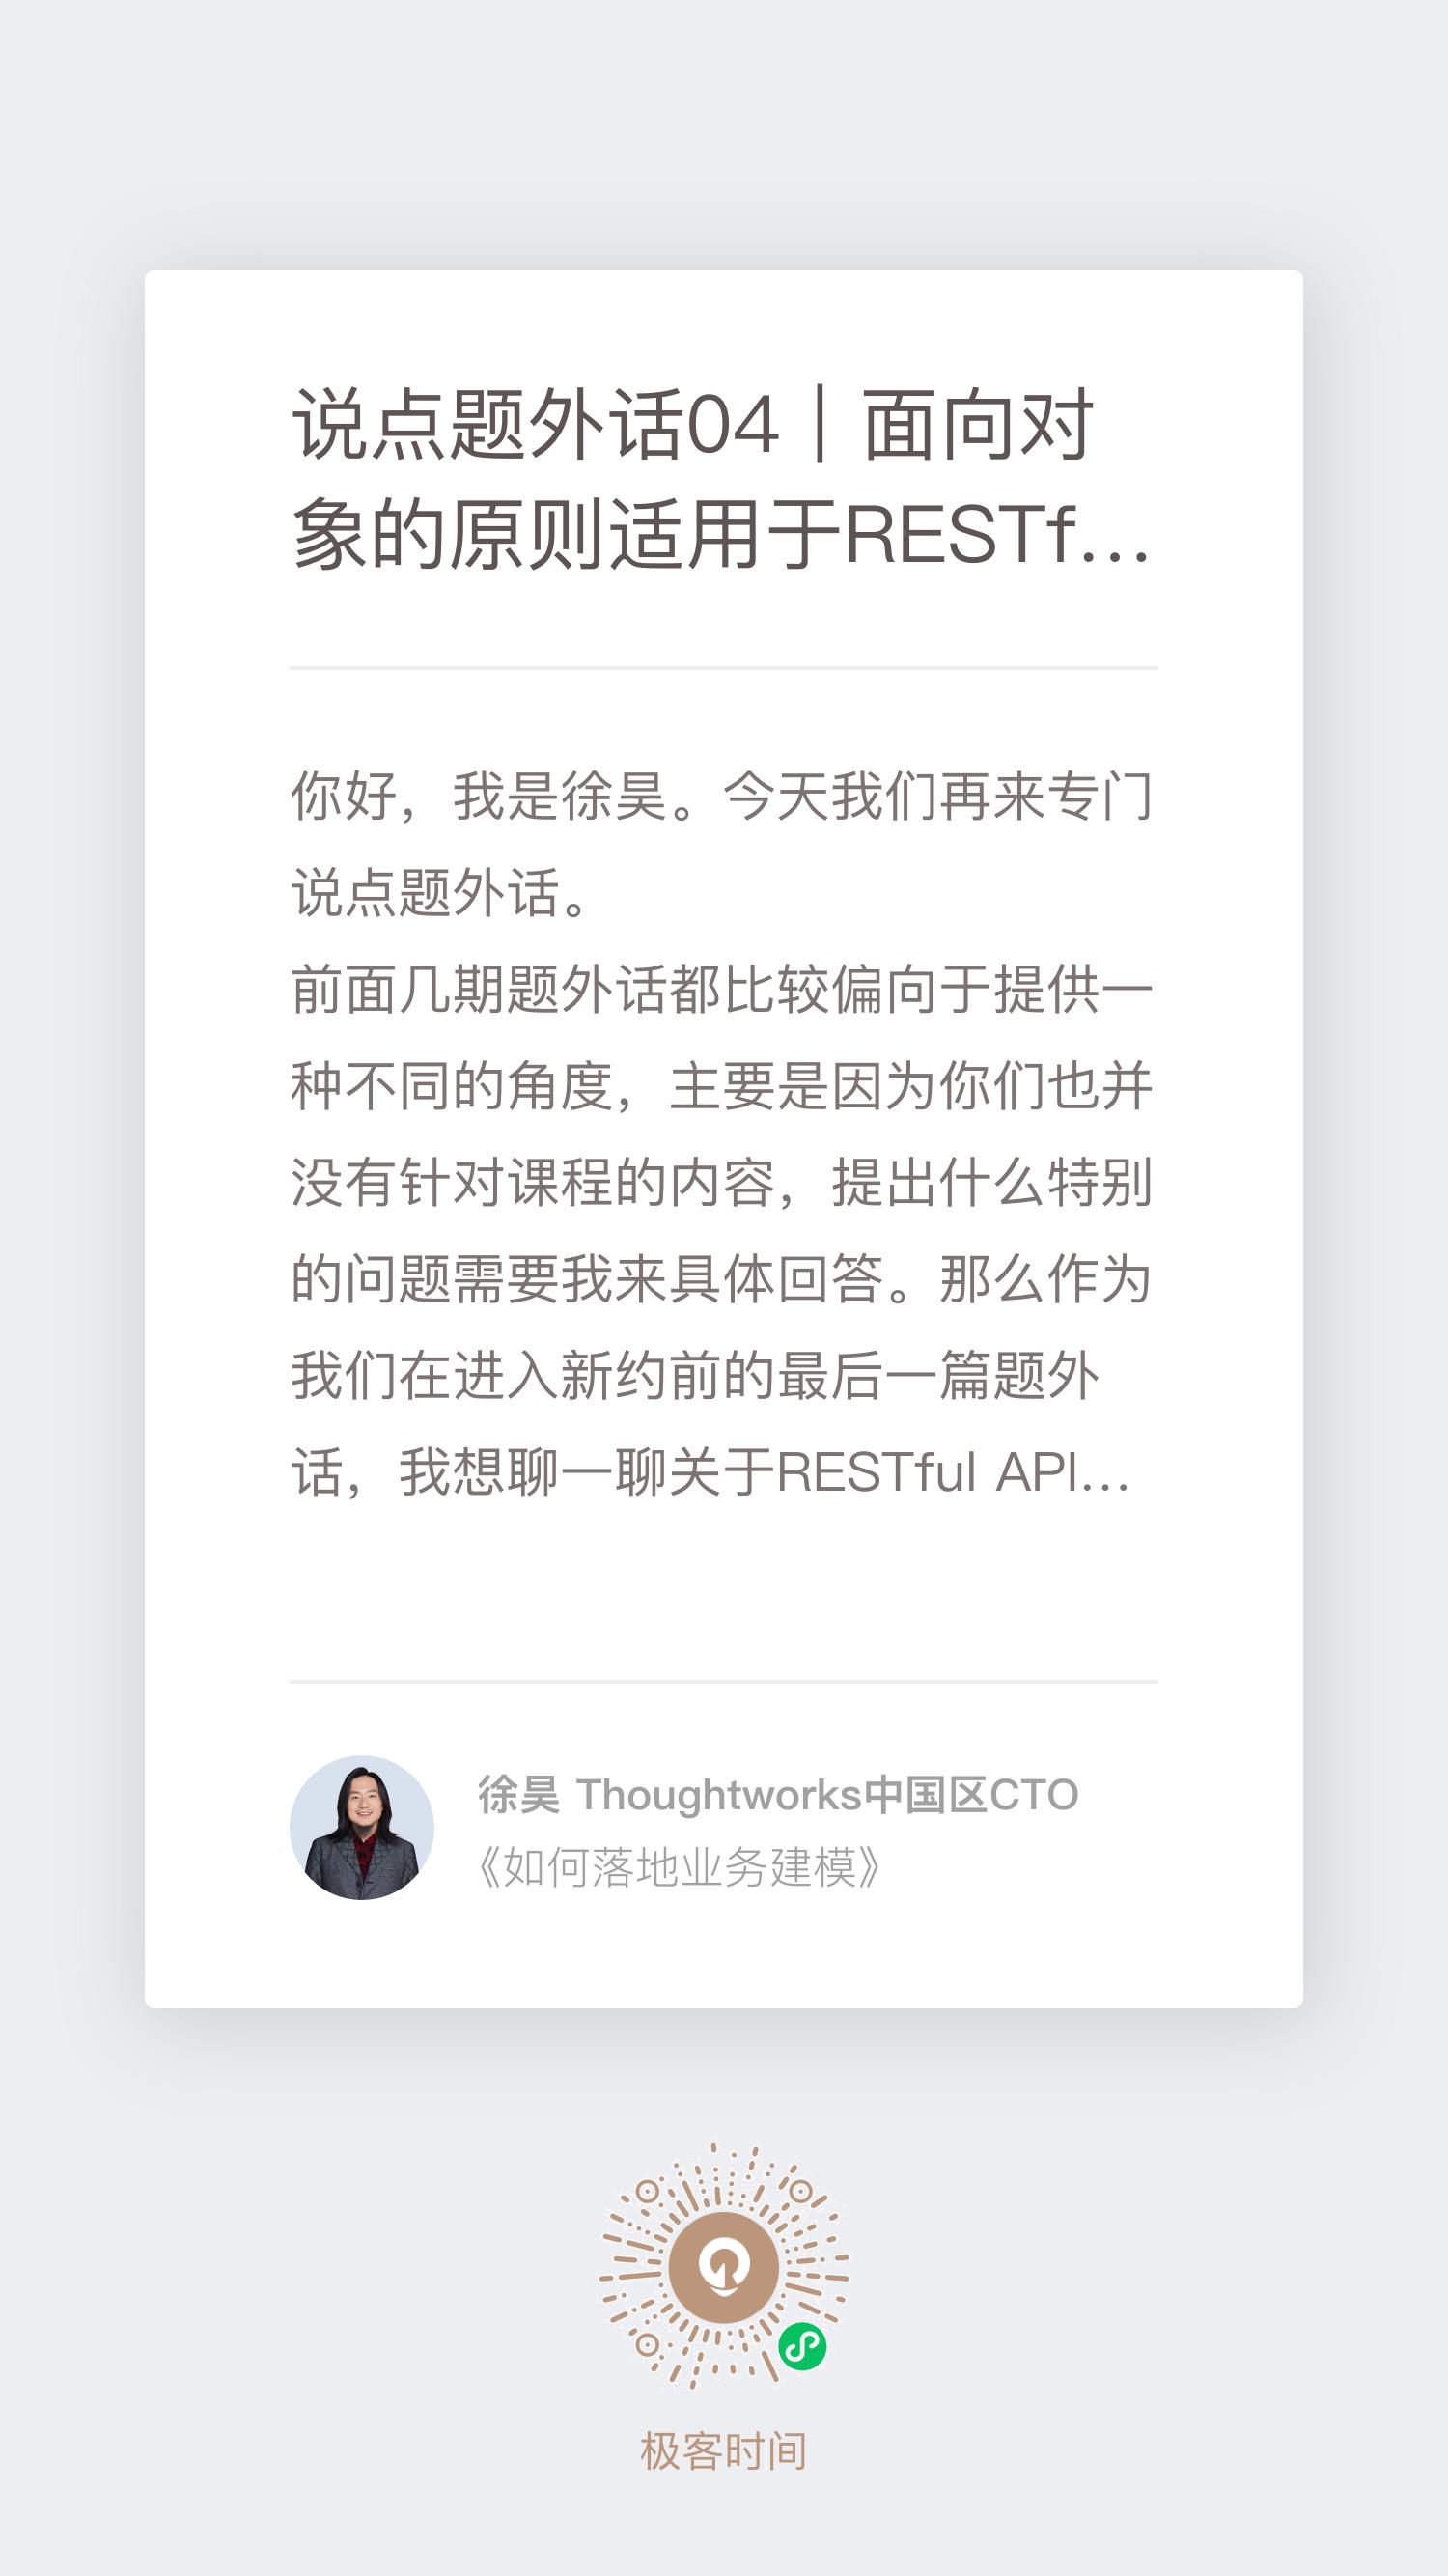 说点题外话04｜面向对
象的原则适用于RESTf...
你好，我是徐昊。今天我们再来专门
说点题外话。
前面几期题外话都比较偏向于提供一
种不同的角度，主要是因为你们也并
没有针对课程的内容，提出什么特别
的问题需要我来具体回答。那么作为
我们在进入新约前的最后一篇题外
话，我想聊一聊关于RESTful API...
徐昊 Thoughtworks中国区CTO
《如何落地业务建模》
极客时间